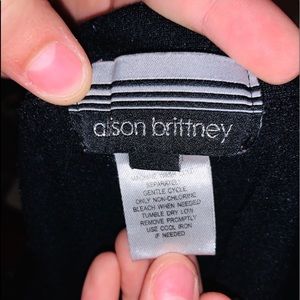 alison brittney
MACHINE WASH COLD
SEPARATELY
GENTLE CYCLE
ONLY NON-CHLORINE
BLEACH WHEN NEEDED
TUMBLE DRY LOW
REMOVE PROMPTLY
USE COOL IRON
IF NEEDED